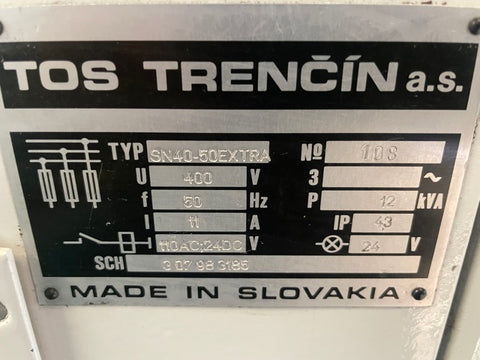 TOS TRENČÍN a.s.
TYP SN40-50EXTRA № 108
U 400 V 3 ~
f 50 Hz P 12 kVA
I 11 A IP 43
110AC;24DC V 24 V
SCH 3 07 98 3185
MADE IN SLOVAKIA